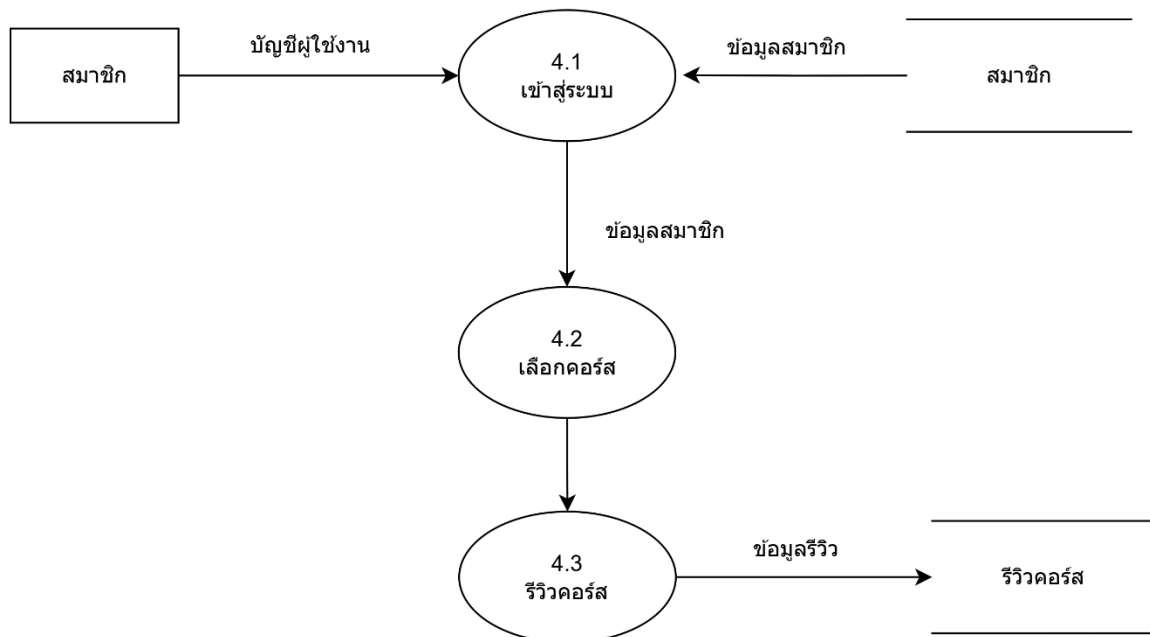 สมาชิก
บัญชีผู้ใช้งาน
4.1
เข้าสู่ระบบ
ข้อมูลสมาชิก
สมาชิก
ข้อมูลสมาชิก
4.2
เลือกคอร์ส
4.3
รีวิวคอร์ส
ข้อมูลรีวิว
รีวิวคอร์ส